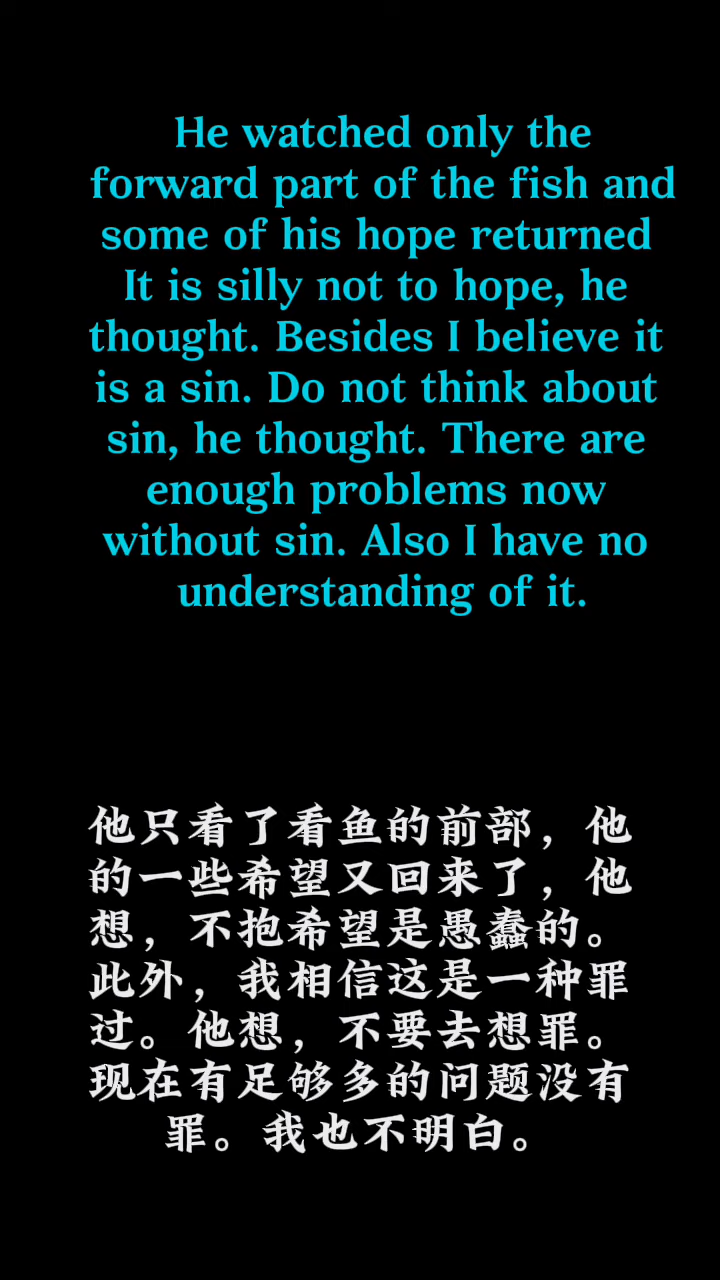 He watched only the
forward part of the fish and
some of his hope returned
It is silly not to hope, he
thought. Besides I believe it
is a sin. Do not think about
sin, he thought. There are
enough problems now
without sin. Also I have no
understanding of it.
他只看了看鱼的前部，他
的一些希望又回来了，他
想，不抱希望是愚蠢的。
此外，我相信这是一种罪
过。他想，不要去想罪。
现在有足够多的问题没有
罪。我也不明白。